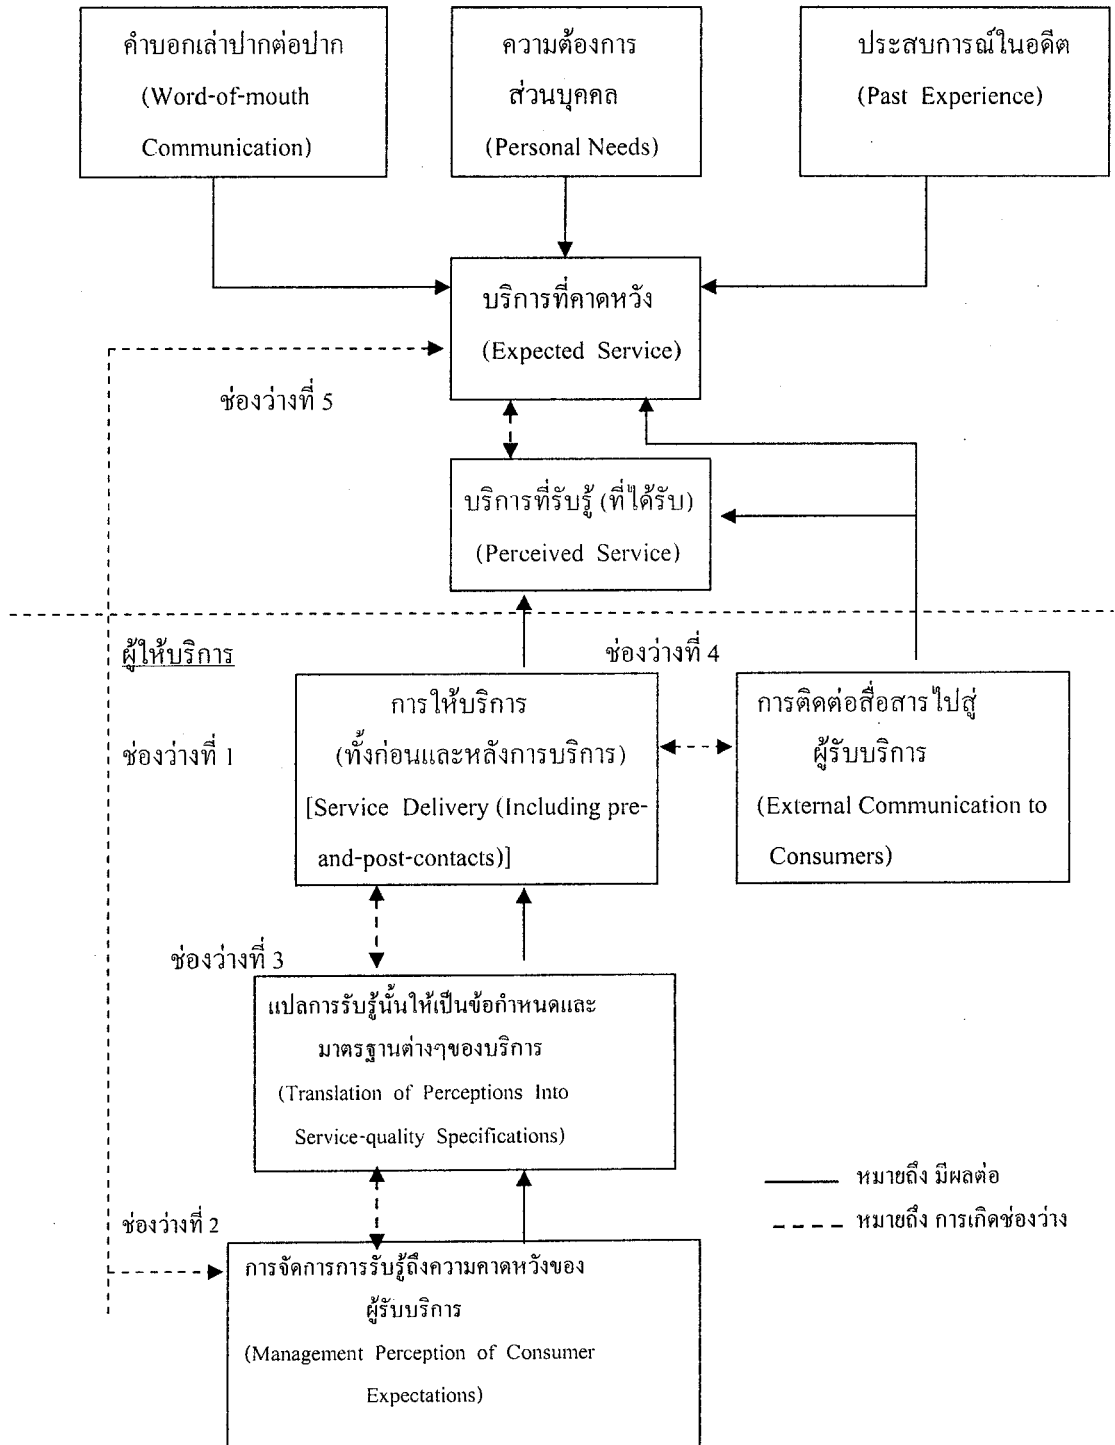 คำบอกเล่าปากต่อปาก
(Word-of-mouth
Communication)
ความต้องการ
ส่วนบุคคล
(Personal Needs)
ประสบการณ์ในอดีต
(Past Experience)
บริการที่คาดหวัง
(Expected Service)
ช่องว่างที่ 5
บริการที่รับรู้ (ที่ได้รับ)
(Perceived Service)
ผู้ให้บริการ
ช่องว่างที่ 4
ช่องว่างที่ 1
การให้บริการ
(ทั้งก่อนและหลังการบริการ)
[Service Delivery (Including pre-
and-post-contacts)]
การติดต่อสื่อสารไปสู่
ผู้รับบริการ
(External Communication to
Consumers)
ช่องว่างที่ 3
แปลการรับรู้นั้นให้เป็นข้อกำหนดและ
มาตรฐานต่างๆของบริการ
(Translation of Perceptions Into
Service-quality Specifications)
หมายถึง มีผลต่อ
หมายถึง การเกิดช่องว่าง
ช่องว่างที่ 2
การจัดการการรับรู้ถึงความคาดหวังของ
ผู้รับบริการ
(Management Perception of Consumer
Expectations)